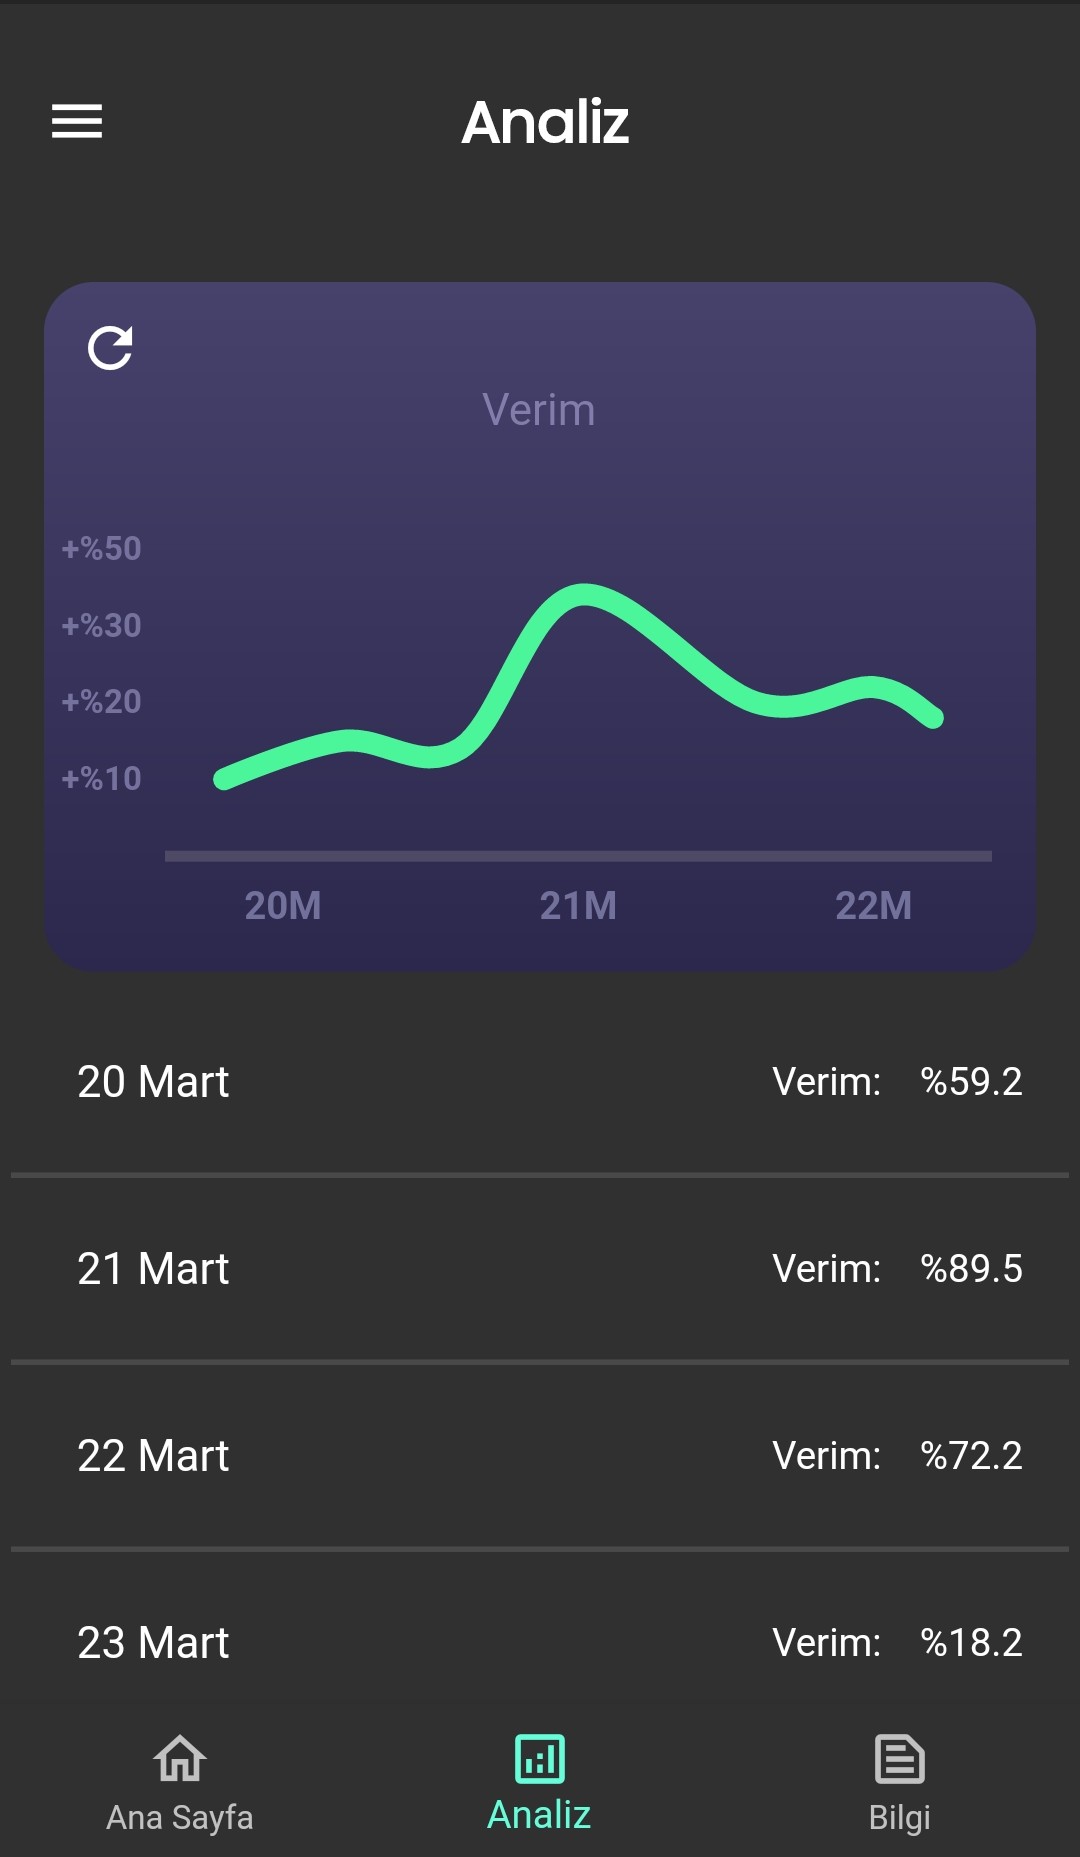 Analiz
Verim
+%50
+%30
+%20
+%10
20M 21M 22M
20 Mart Verim: %59.2
21 Mart Verim: %89.5
22 Mart Verim: %72.2
23 Mart Verim: %18.2
Ana Sayfa Analiz Bilgi